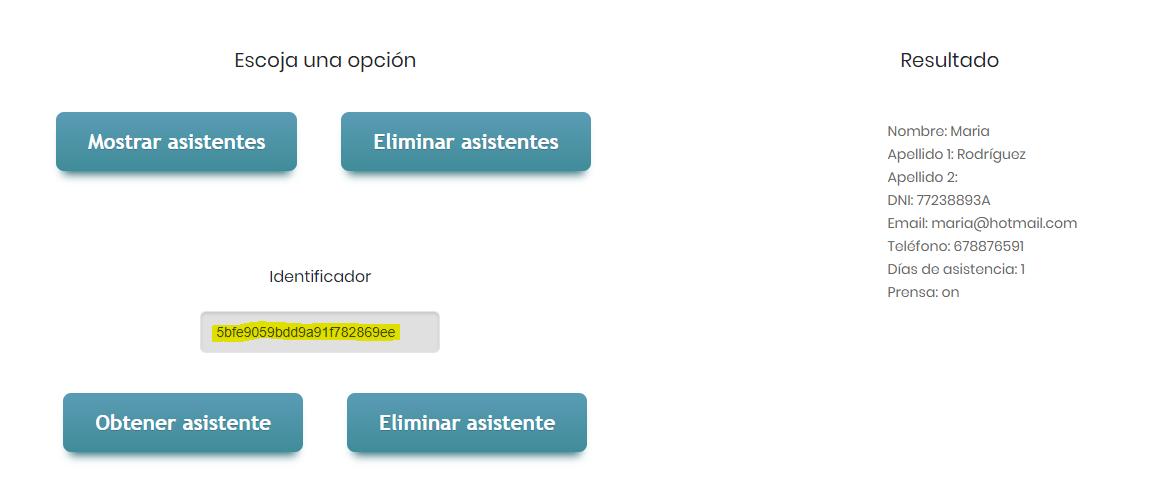 Escoja una opción
Mostrar asistentes
Eliminar asistentes
Identificador
5bfe9059bdd9a91f782869ee
Obtener asistente
Eliminar asistente
Resultado
Nombre: Maria
Apellido 1: Rodríguez
Apellido 2:
DNI: 77238893A
Email: maria@hotmail.com
Teléfono: 678876591
Días de asistencia: 1
Prensa: on